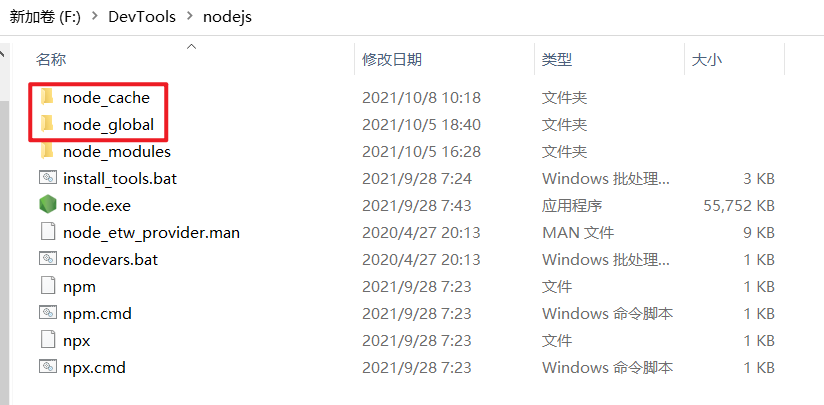 新加卷 (F:) > DevTools > nodejs
名称 修改日期 类型 大小
node_cache 2021/10/8 10:18 文件夹
node_global 2021/10/5 18:40 文件夹
node_modules 2021/10/5 16:28 文件夹
install_tools.bat 2021/9/28 7:24 Windows 批处理... 3 KB
node.exe 2021/9/28 7:43 应用程序 55,752 KB
node_etw_provider.man 2020/4/27 20:13 MAN 文件 9 KB
nodevars.bat 2020/4/27 20:13 Windows 批处理... 1 KB
npm 2021/9/28 7:23 文件 1 KB
npm.cmd 2021/9/28 7:23 Windows 命令脚本 1 KB
npx 2021/9/28 7:23 文件 1 KB
npx.cmd 2021/9/28 7:23 Windows 命令脚本 1 KB